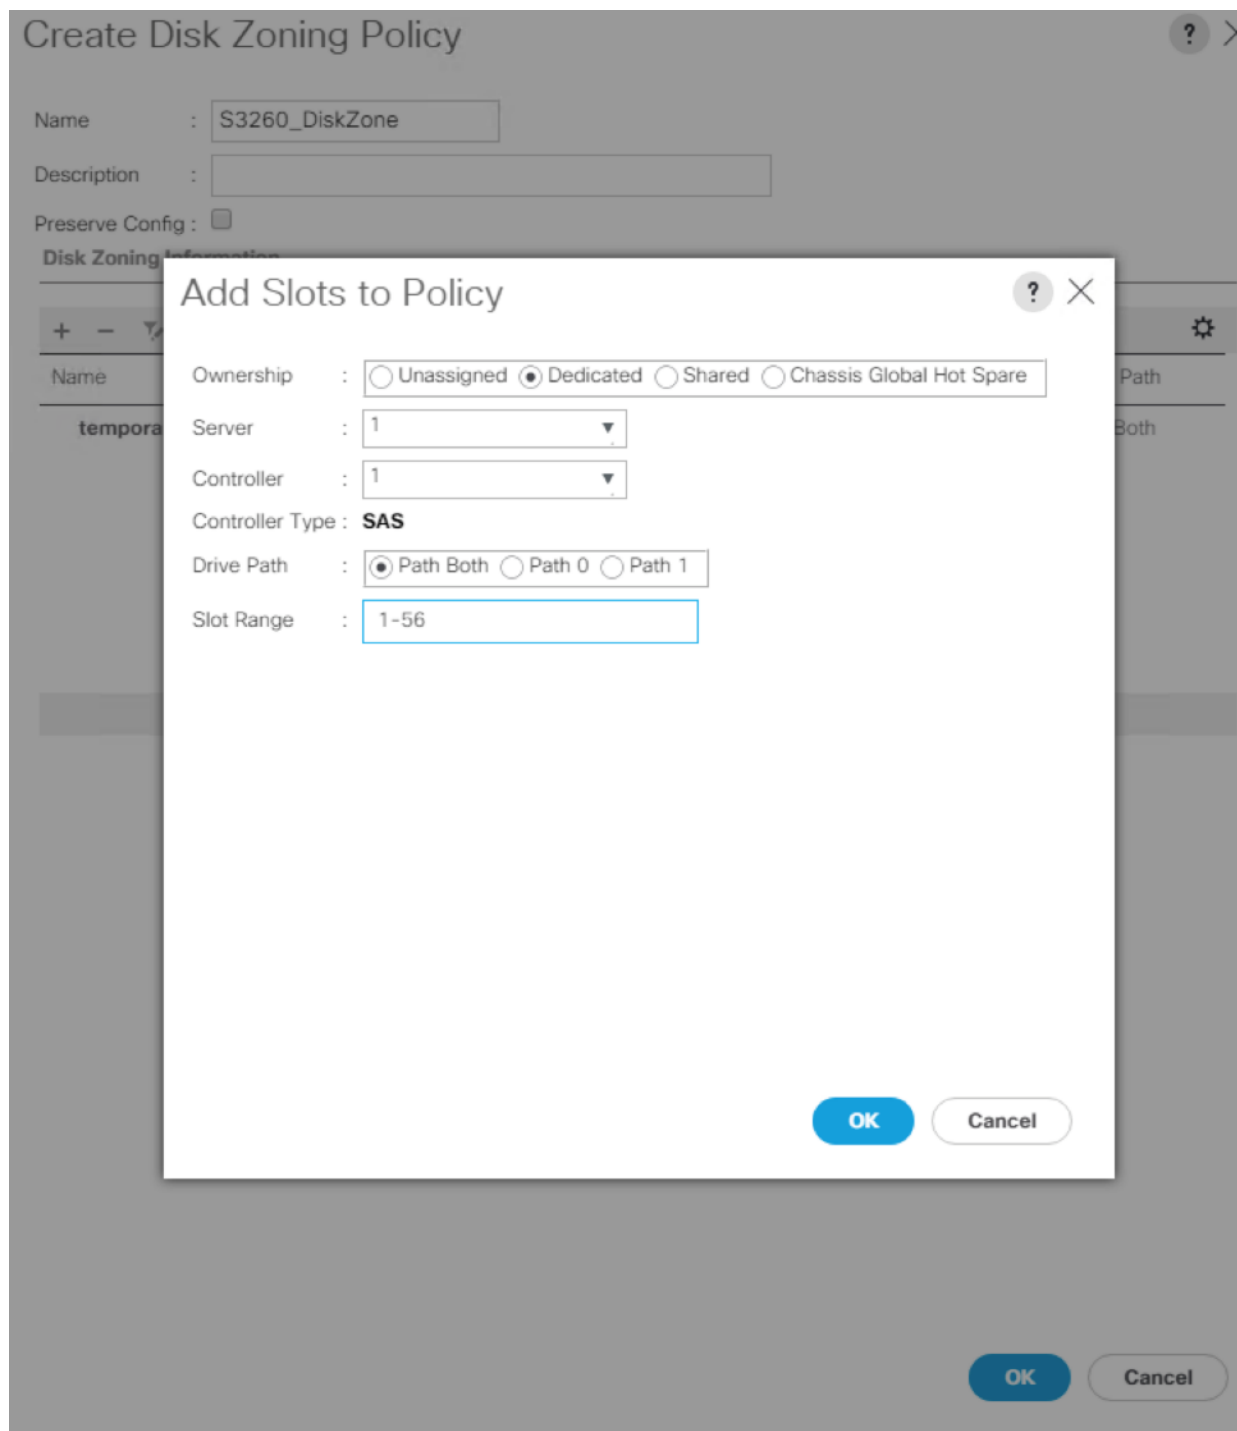 Create Disk Zoning Policy ?
Name : S3260_DiskZone
Description :
Preserve Config :
Disk Zoning Information
Add Slots to Policy ?
+ −
Name Path
Ownership : Unassigned Dedicated Shared Chassis Global Hot Spare
tempora Both
Server : 1
Controller : 1
Controller Type : SAS
Drive Path : Path Both Path 0 Path 1
Slot Range : 1-56
OK Cancel
OK Cancel